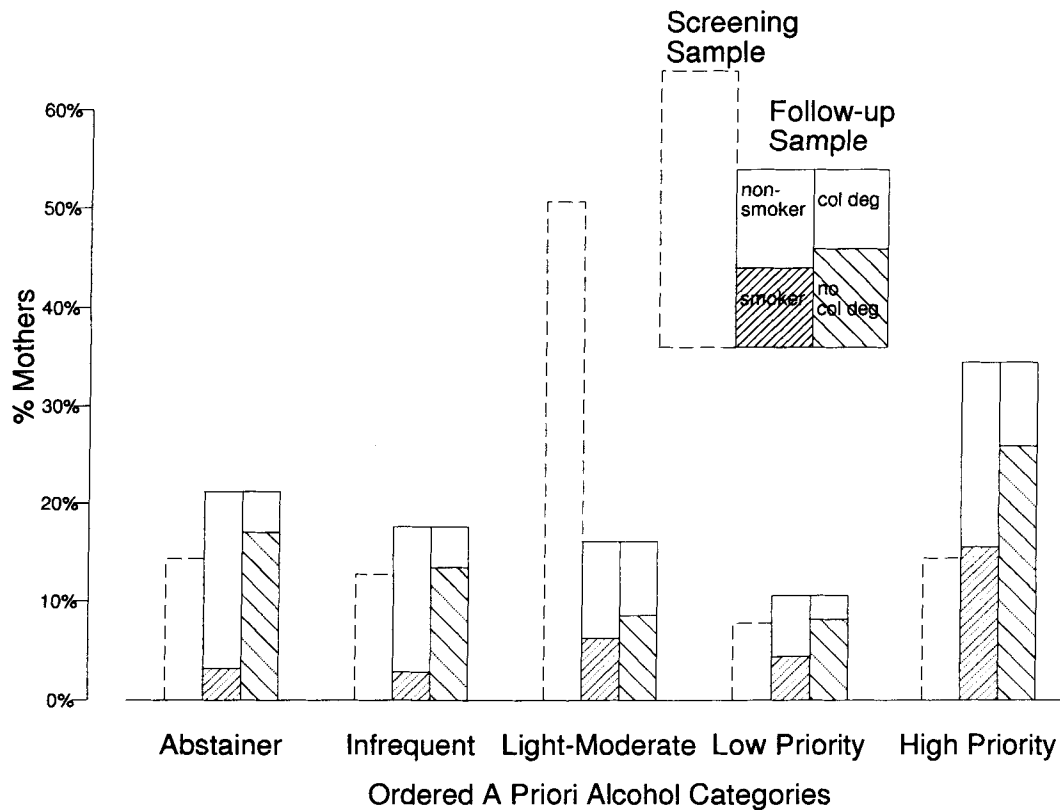 Screening
Sample
Follow-up
Sample
non-
smoker
col deg
smoker
no
col deg
% Mothers
60%
50%
40%
30%
20%
10%
0%
Abstainer
Infrequent
Light-Moderate
Low Priority
High Priority
Ordered A Priori Alcohol Categories